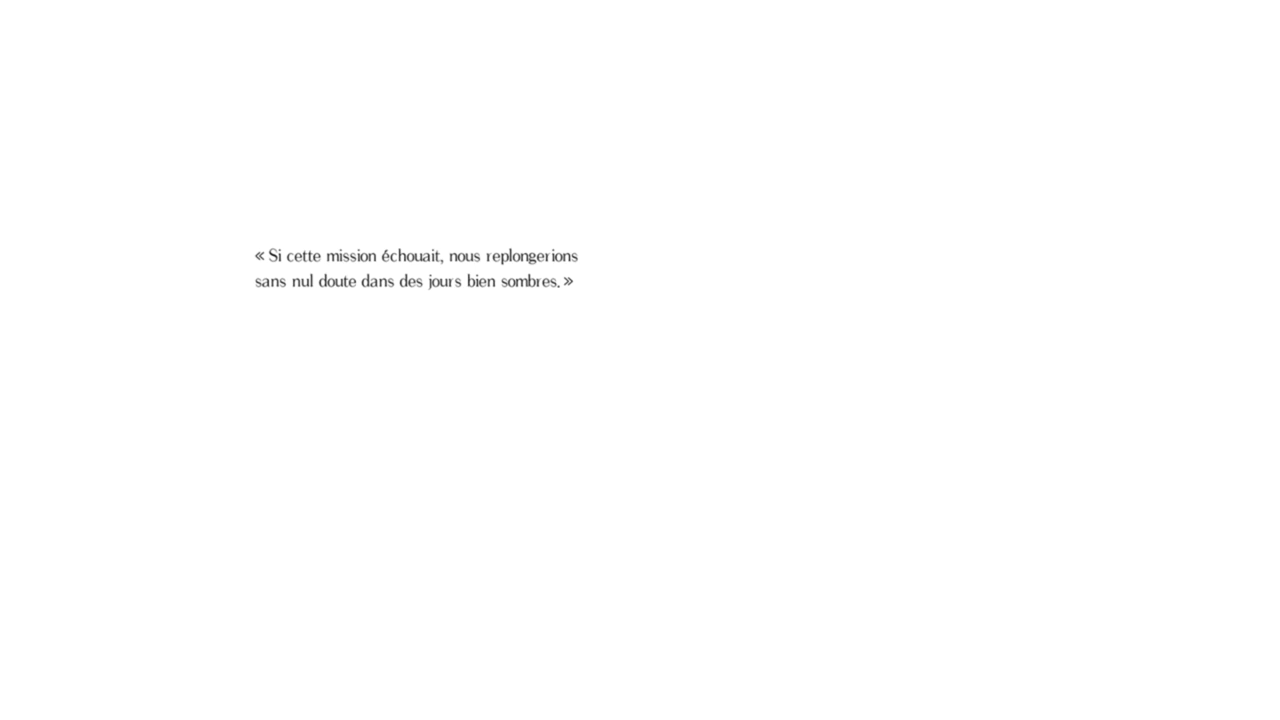 « Si cette mission échouait, nous replongerions
sans nul doute dans des jours bien sombres. »